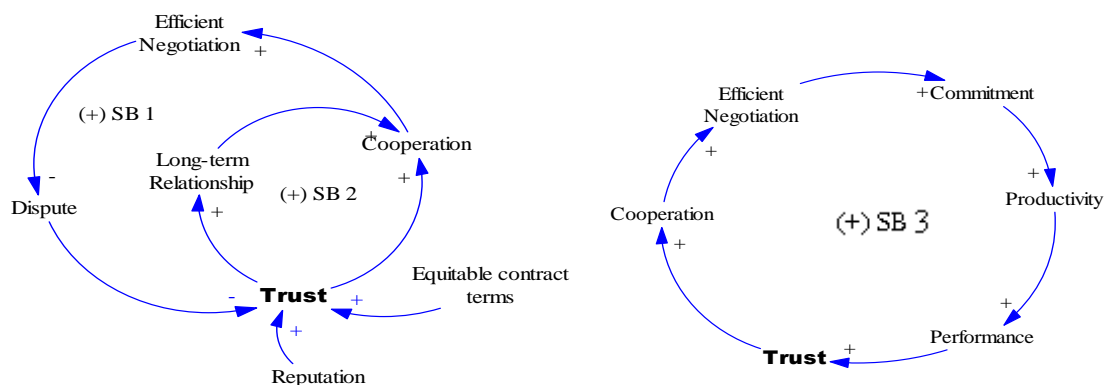 Efficient
Negotiation
+
(+) SB 1
+
Cooperation
Long-term
Relationship
(+) SB 2
+
+
-
Dispute
-
Trust
+
Equitable contract
terms
+
Reputation
Efficient
Negotiation
+
+
Commitment
+
Productivity
Cooperation
+
(+) SB 3
+
Performance
+
Trust